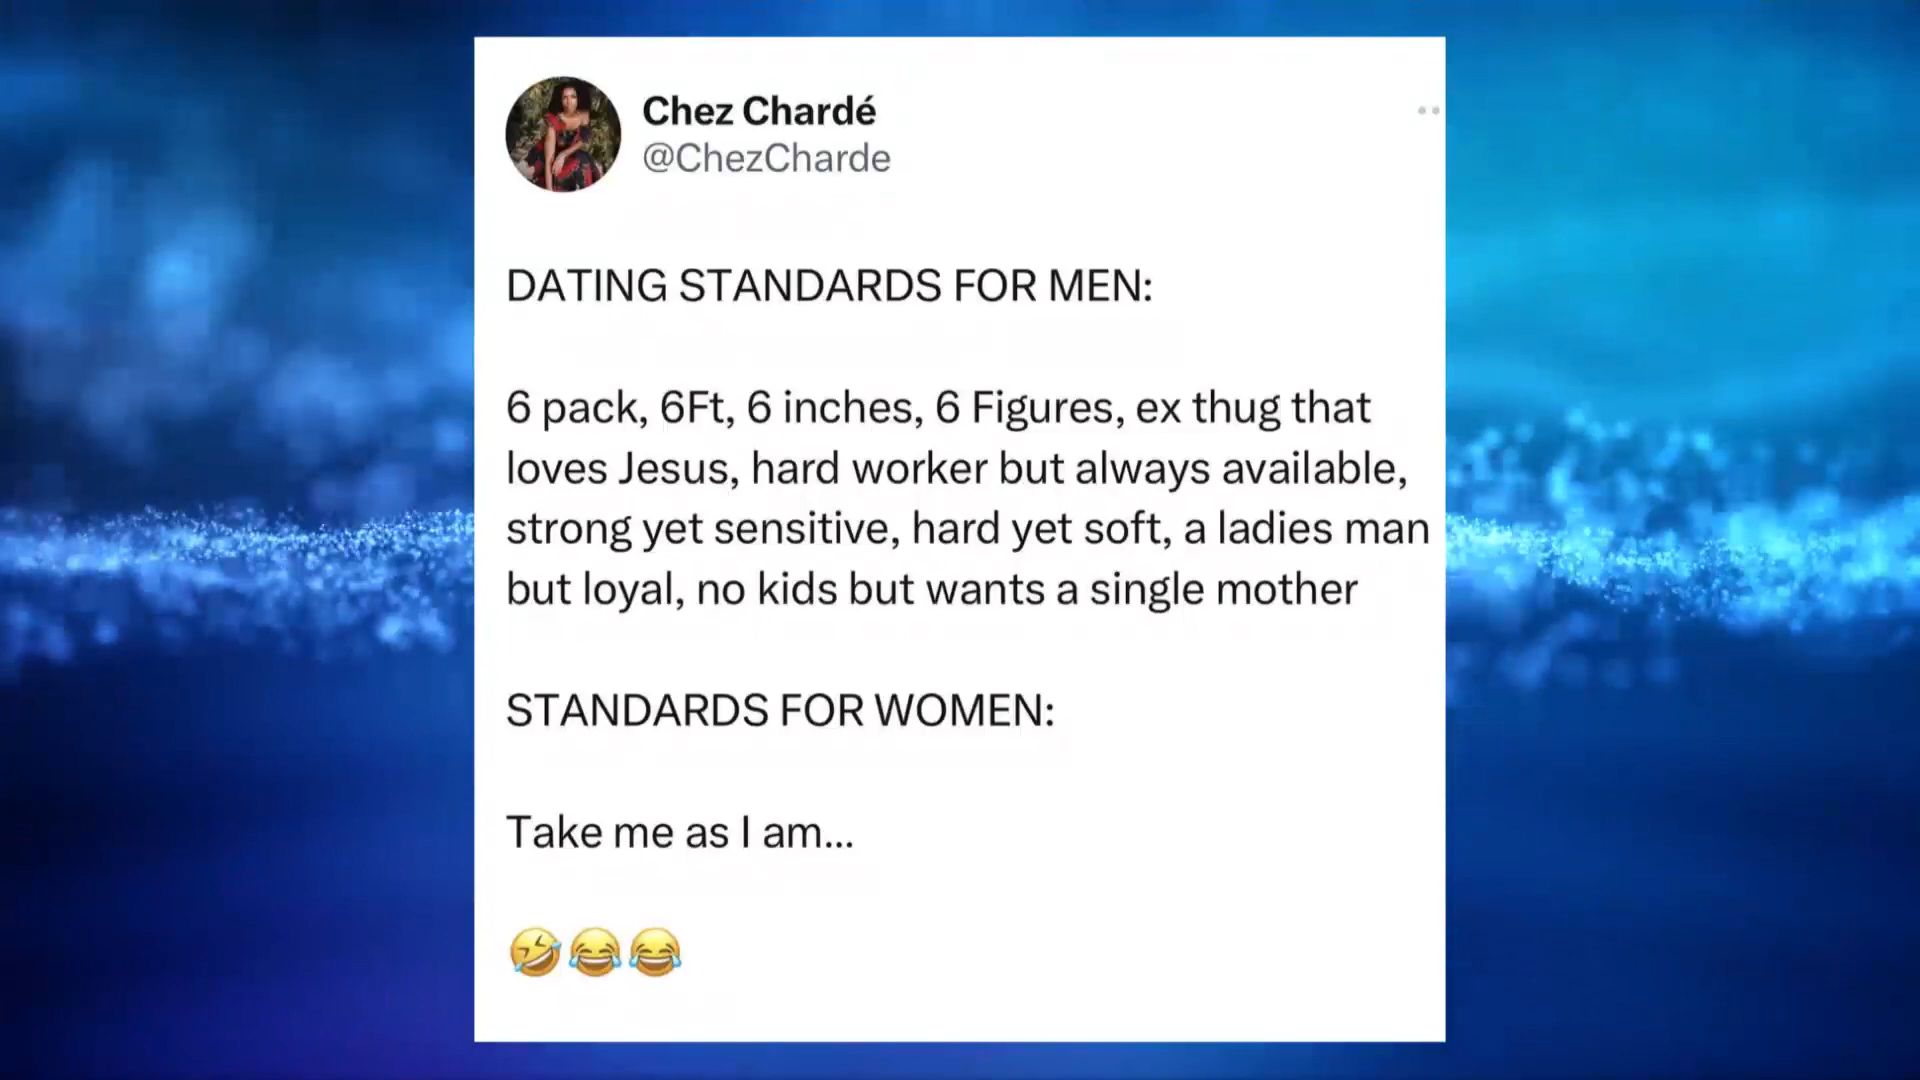 Chez Chardé
@ChezCharde
DATING STANDARDS FOR MEN:
6 pack, 6Ft, 6 inches, 6 Figures, ex thug that
loves Jesus, hard worker but always available,
strong yet sensitive, hard yet soft, a ladies man
but loyal, no kids but wants a single mother
STANDARDS FOR WOMEN:
Take me as I am...
🤣😂😂